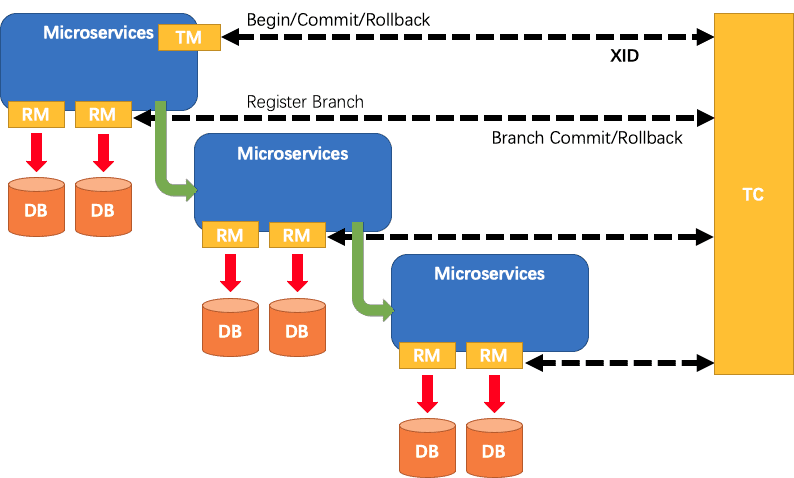 Begin/Commit/Rollback
Microservices
TM
XID
Register Branch
RM
RM
Branch Commit/Rollback
Microservices
TC
DB
DB
RM
RM
Microservices
DB
DB
RM
RM
DB
DB